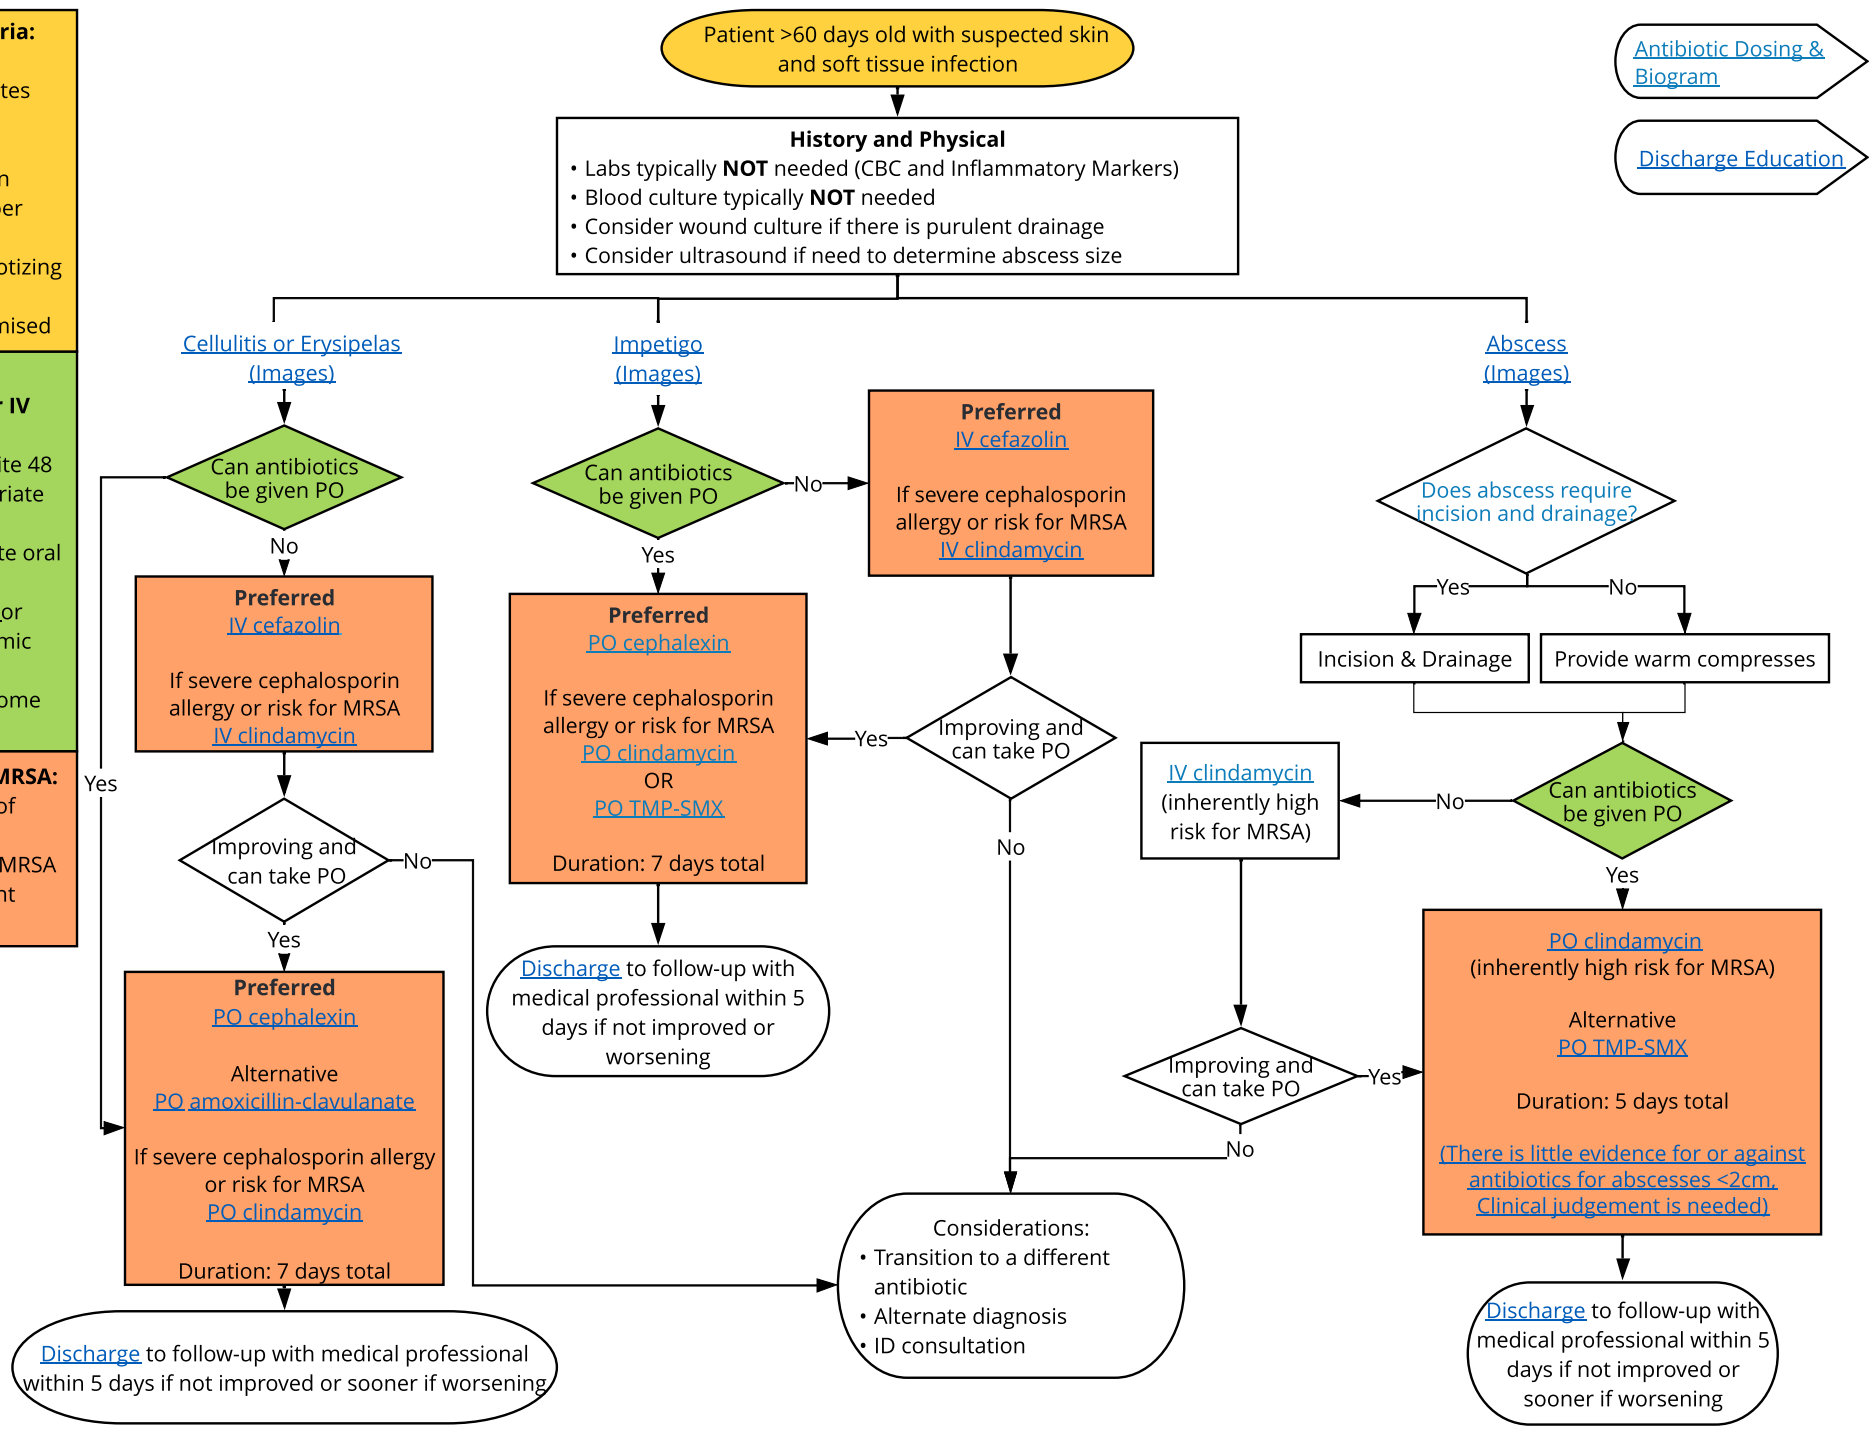 ria:
tes
n
per
otizing
mised
r IV
ite 48
riate
te oral
or
mic
ome
MRSA:
of
MRSA
nt
Patient >60 days old with suspected skin
and soft tissue infection
Antibiotic Dosing &
Biogram
Discharge Education
History and Physical
• Labs typically NOT needed (CBC and Inflammatory Markers)
• Blood culture typically NOT needed
• Consider wound culture if there is purulent drainage
• Consider ultrasound if need to determine abscess size
Cellulitis or Erysipelas
(Images)
Can antibiotics
be given PO
No
Yes
Preferred
IV cefazolin
If severe cephalosporin
allergy or risk for MRSA
IV clindamycin
Improving and
can take PO
No
Yes
Preferred
PO cephalexin
Alternative
PO amoxicillin-clavulanate
If severe cephalosporin allergy
or risk for MRSA
PO clindamycin
Duration: 7 days total
Discharge to follow-up with medical professional
within 5 days if not improved or sooner if worsening
Impetigo
(Images)
Can antibiotics
be given PO
No
Yes
Preferred
IV cefazolin
If severe cephalosporin
allergy or risk for MRSA
IV clindamycin
Preferred
PO cephalexin
If severe cephalosporin
allergy or risk for MRSA
PO clindamycin
OR
PO TMP-SMX
Duration: 7 days total
Improving and
can take PO
Yes
No
Discharge to follow-up with
medical professional within 5
days if not improved or
worsening
Abscess
(Images)
Does abscess require
incision and drainage?
Yes
No
Incision & Drainage
Provide warm compresses
Can antibiotics
be given PO
No
Yes
IV clindamycin
(inherently high
risk for MRSA)
Improving and
can take PO
Yes
No
PO clindamycin
(inherently high risk for MRSA)
Alternative
PO TMP-SMX
Duration: 5 days total
(There is little evidence for or against
antibiotics for abscesses <2cm,
Clinical judgement is needed)
Considerations:
• Transition to a different
antibiotic
• Alternate diagnosis
• ID consultation
Discharge to follow-up with
medical professional within 5
days if not improved or
sooner if worsening